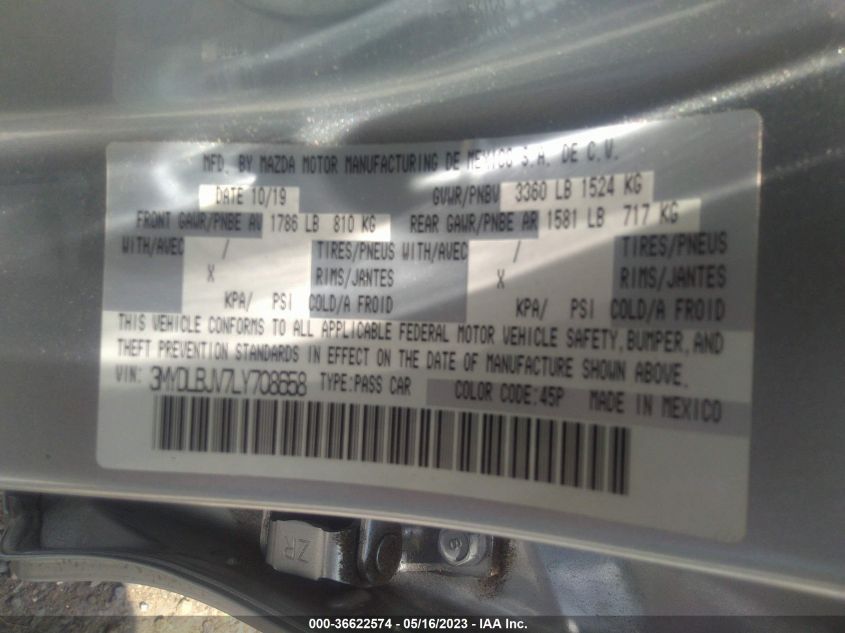 MFD. BY MAZDA MOTOR MANUFACTURING DE MEXICO S.A. DE C.V.
DATE 10/19 GVWR/PNBV 3360 LB 1524 KG
FRONT GAWR/PNBE AV 1786 LB 810 KG REAR GAWR/PNBE AR 1581 LB 717 KG
WITH/AVEC / TIRES/PNEUS WITH/AVEC / TIRES/PNEUS
X RIMS/JANTES X RIMS/JANTES
KPA/ PSI COLD/A FROID KPA/ PSI COLD/A FROID
THIS VEHICLE CONFORMS TO ALL APPLICABLE FEDERAL MOTOR VEHICLE SAFETY, BUMPER, AND
THEFT PREVENTION STANDARDS IN EFFECT ON THE DATE OF MANUFACTURE SHOWN ABOVE.
VIN: 3MYDLBJV7LY708658 TYPE:PASS CAR COLOR CODE:45P MADE IN MEXICO
ZR
000-36622574 - 05/16/2023 - IAA Inc.